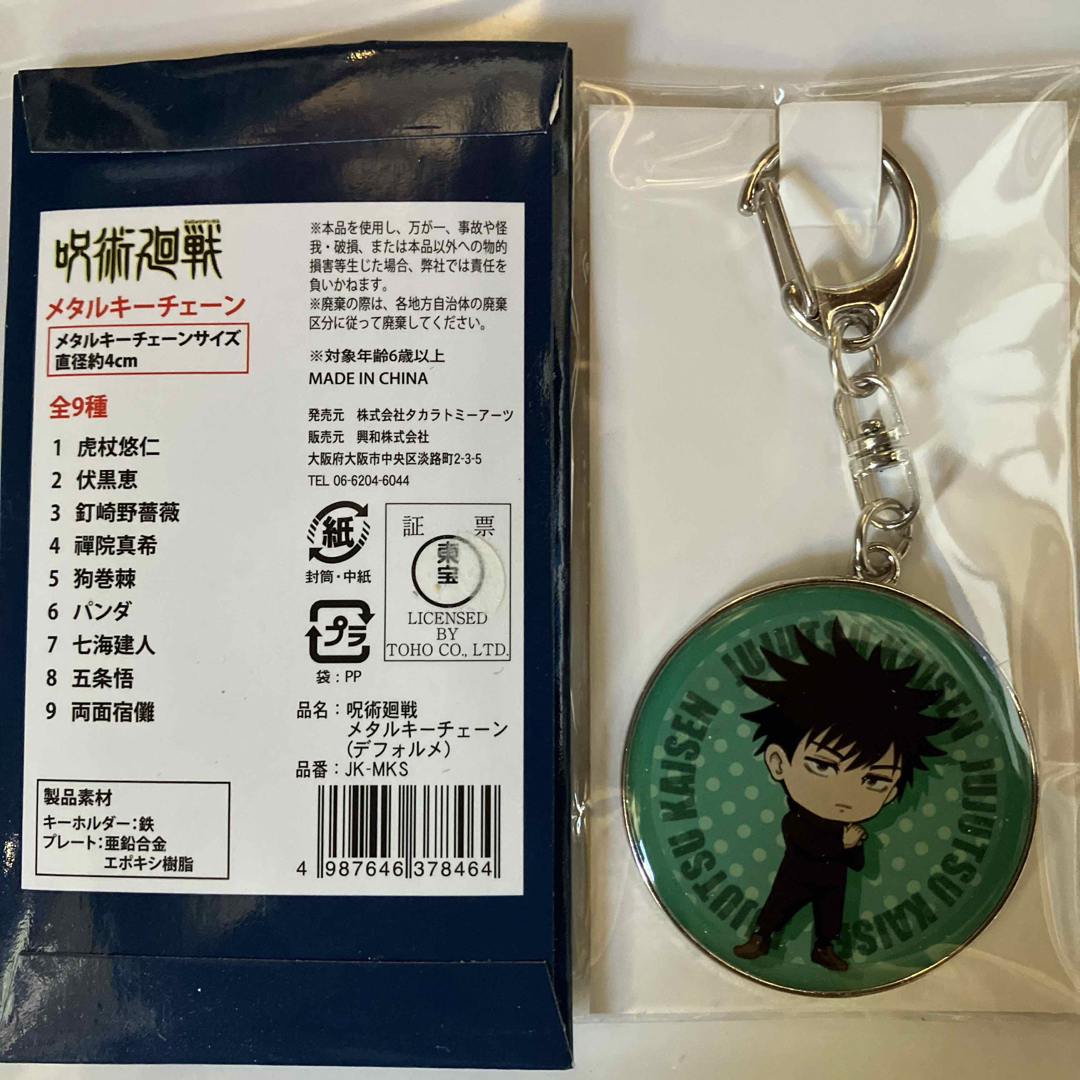 呪術廻戦
メタルキーチェーン
メタルキーチェーンサイズ
直径約4cm
全9種
1 虎杖悠仁
2 伏黒恵
3 釘崎野薔薇
4 禪院真希
5 狗巻棘
6 パンダ
7 七海建人
8 五条悟
9 両面宿儺
製品素材
キーホルダー：鉄
プレート：亜鉛合金
エポキシ樹脂
※本品を使用し、万が一、事故や怪
我・破損、または本品以外への物的
損害等生じた場合、弊社では責任を
負いかねます。
※廃棄の際は、各地方自治体の廃棄
区分に従って廃棄してください。
※対象年齢6歳以上
MADE IN CHINA
発売元 株式会社タカラトミーアーツ
販売元 興和株式会社
大阪府大阪市中央区淡路町2-3-5
TEL 06-6204-6044
紙
封筒・中紙
プラ
袋：PP
証 票
東宝
LICENSED
BY
TOHO CO., LTD.
品名：呪術廻戦
メタルキーチェーン
(デフォルメ)
品番：JK-MKS
4 987646 378464
JUJUTSU KAISEN
JUJUTSU KAISEN
JUJUTSU KAISEN